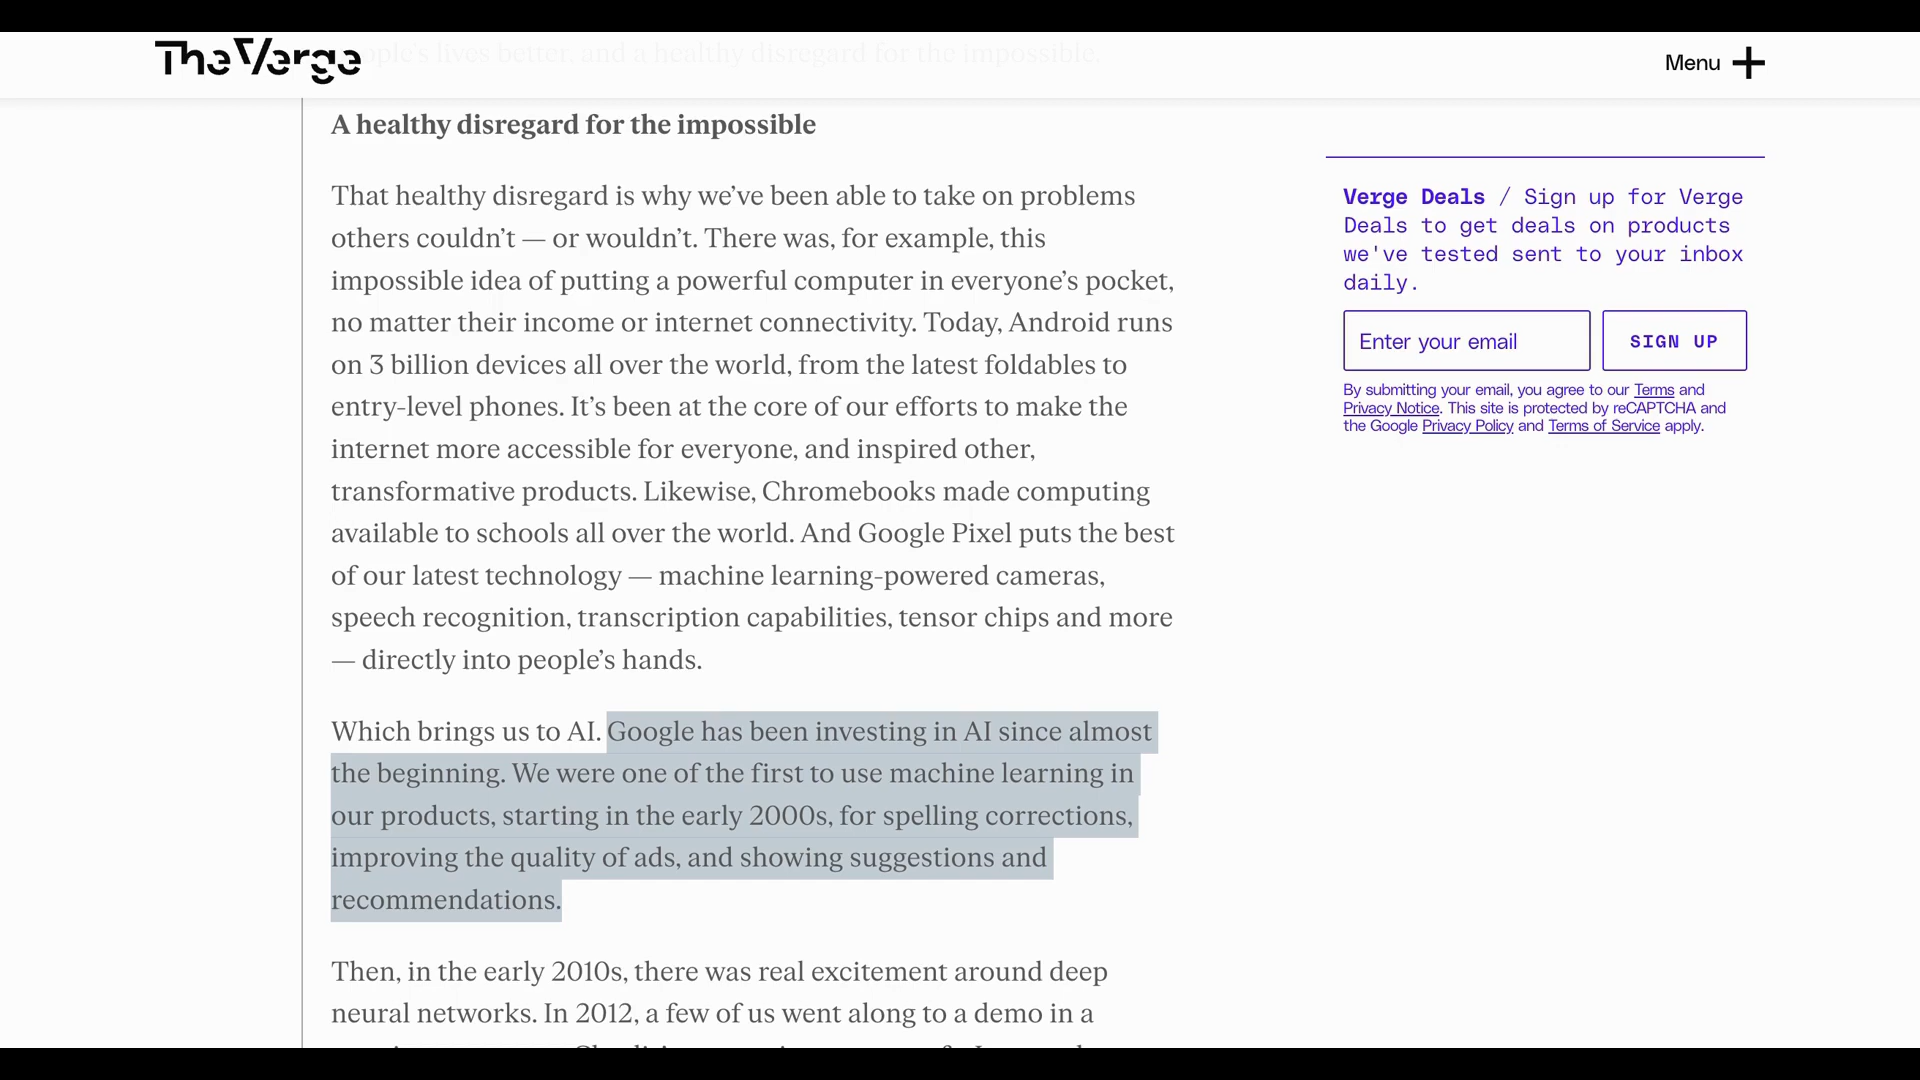 The Verge
people's lives better, and a healthy disregard for the impossible.
Menu
A healthy disregard for the impossible
That healthy disregard is why we’ve been able to take on problems
others couldn’t — or wouldn’t. There was, for example, this
impossible idea of putting a powerful computer in everyone’s pocket,
no matter their income or internet connectivity. Today, Android runs
on 3 billion devices all over the world, from the latest foldables to
entry-level phones. It’s been at the core of our efforts to make the
internet more accessible for everyone, and inspired other,
transformative products. Likewise, Chromebooks made computing
available to schools all over the world. And Google Pixel puts the best
of our latest technology — machine learning-powered cameras,
speech recognition, transcription capabilities, tensor chips and more
— directly into people’s hands.
Which brings us to AI. Google has been investing in AI since almost
the beginning. We were one of the first to use machine learning in
our products, starting in the early 2000s, for spelling corrections,
improving the quality of ads, and showing suggestions and
recommendations.
Then, in the early 2010s, there was real excitement around deep
neural networks. In 2012, a few of us went along to a demo in a
Verge Deals / Sign up for Verge
Deals to get deals on products
we've tested sent to your inbox
daily.
Enter your email
SIGN UP
By submitting your email, you agree to our Terms and
Privacy Notice. This site is protected by reCAPTCHA and
the Google Privacy Policy and Terms of Service apply.